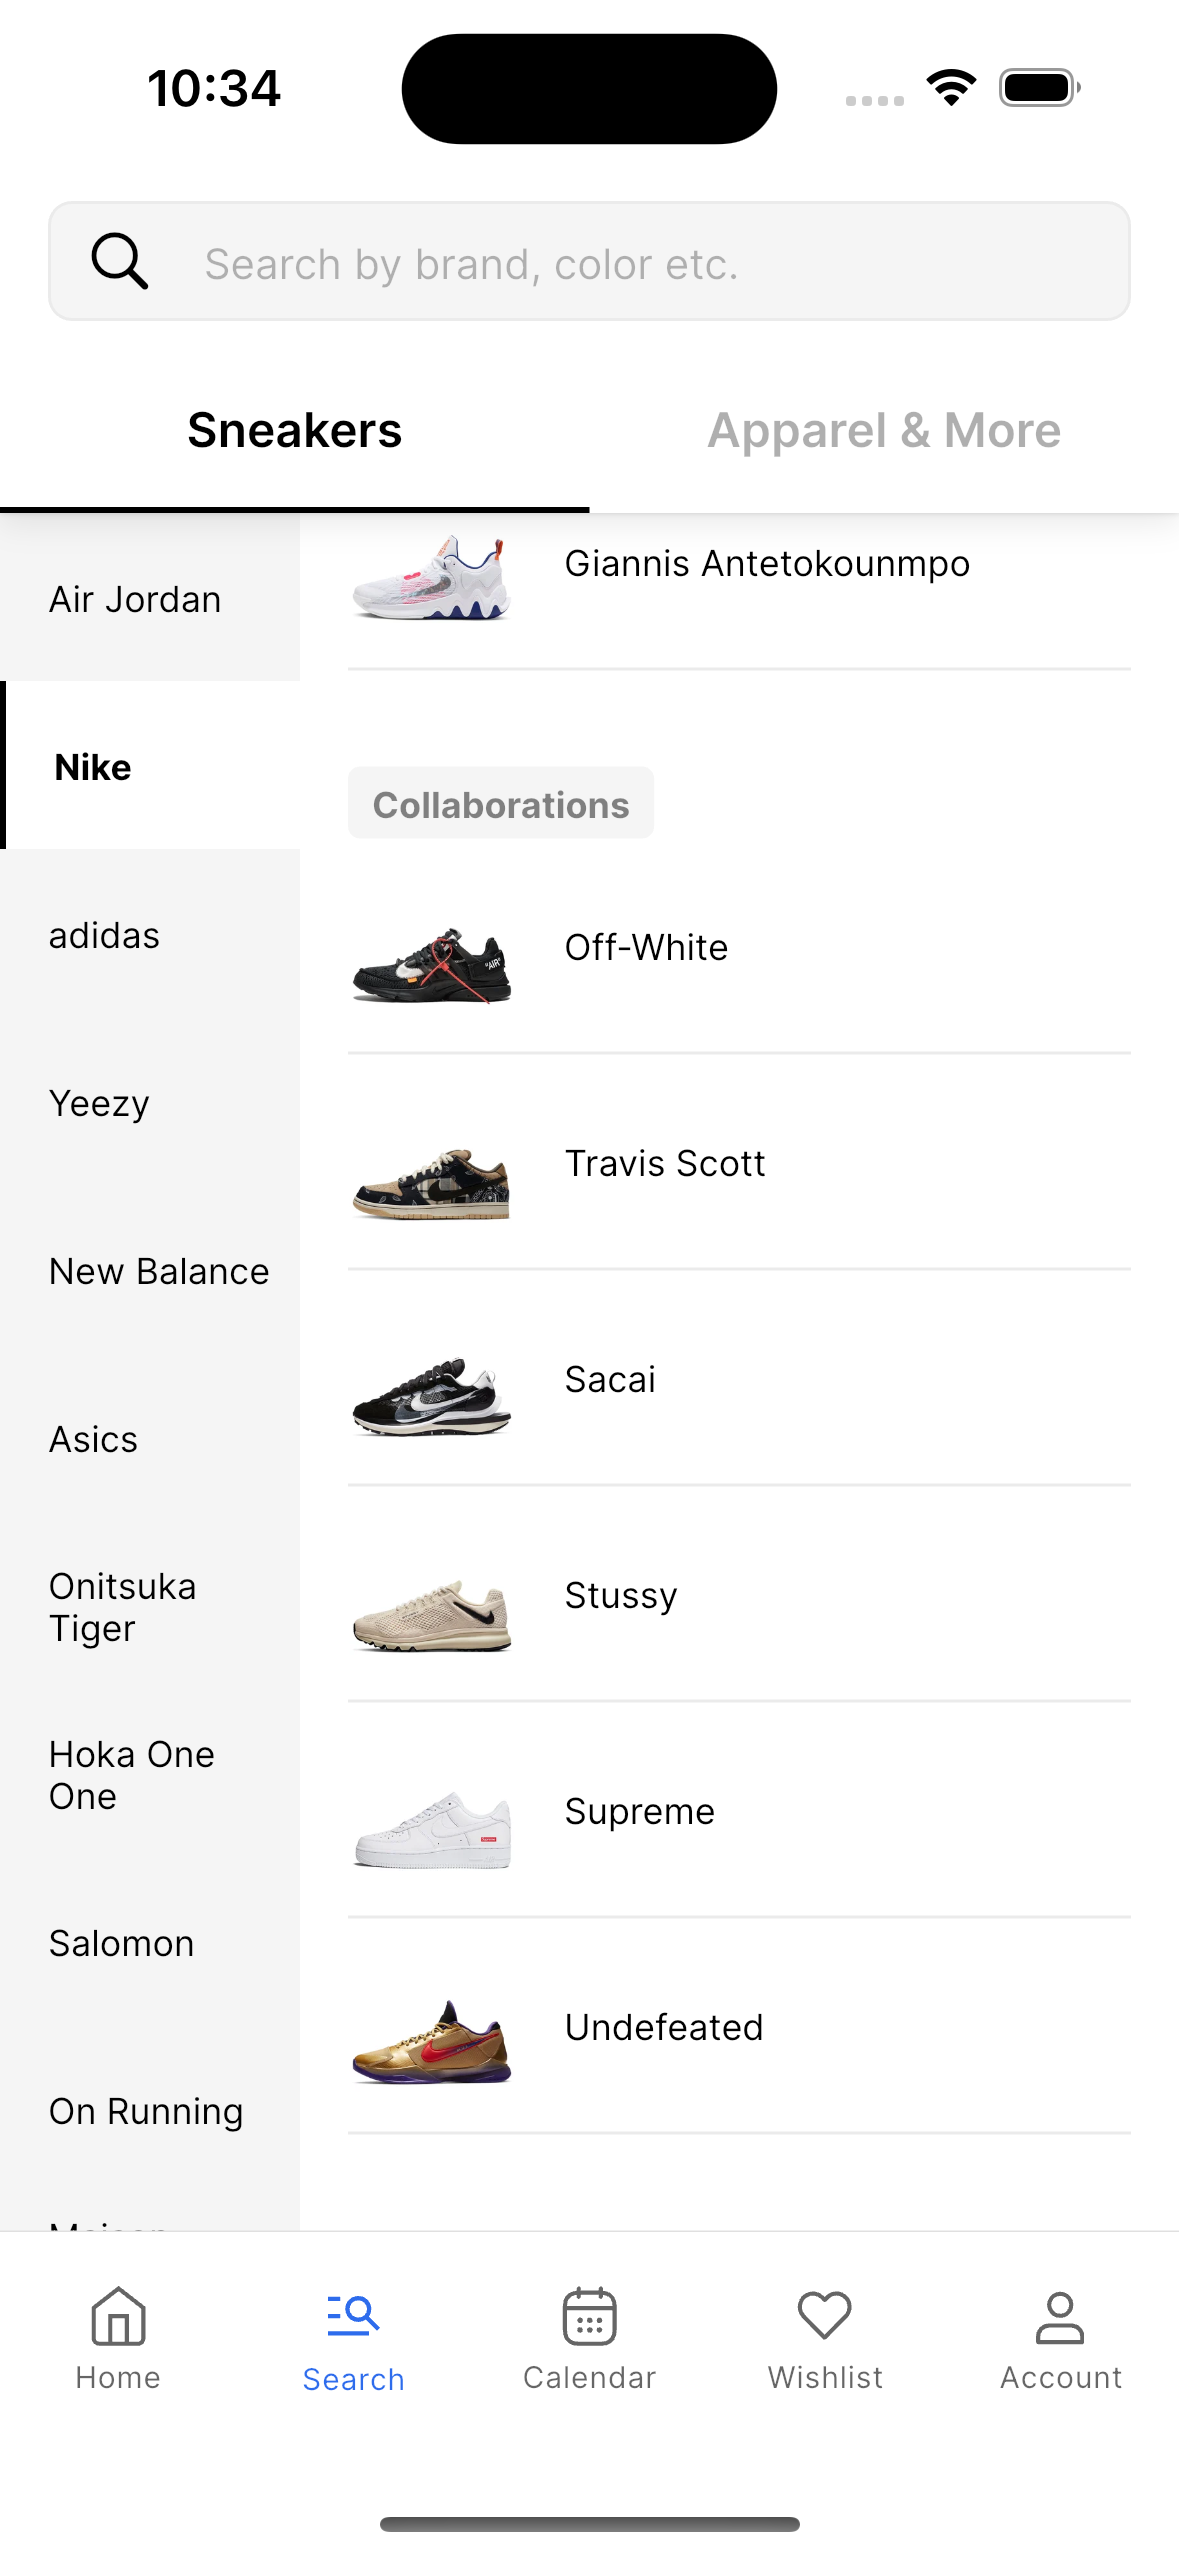 10:34
Search by brand, color etc.
Sneakers
Apparel & More
Air Jordan
Nike
adidas
Yeezy
New Balance
Asics
Onitsuka
Tiger
Hoka One
One
Salomon
On Running
Giannis Antetokounmpo
Collaborations
Off-White
"AIR"
Travis Scott
Sacai
Stussy
Supreme
Supreme
Undefeated
Home
Search
Calendar
Wishlist
Account